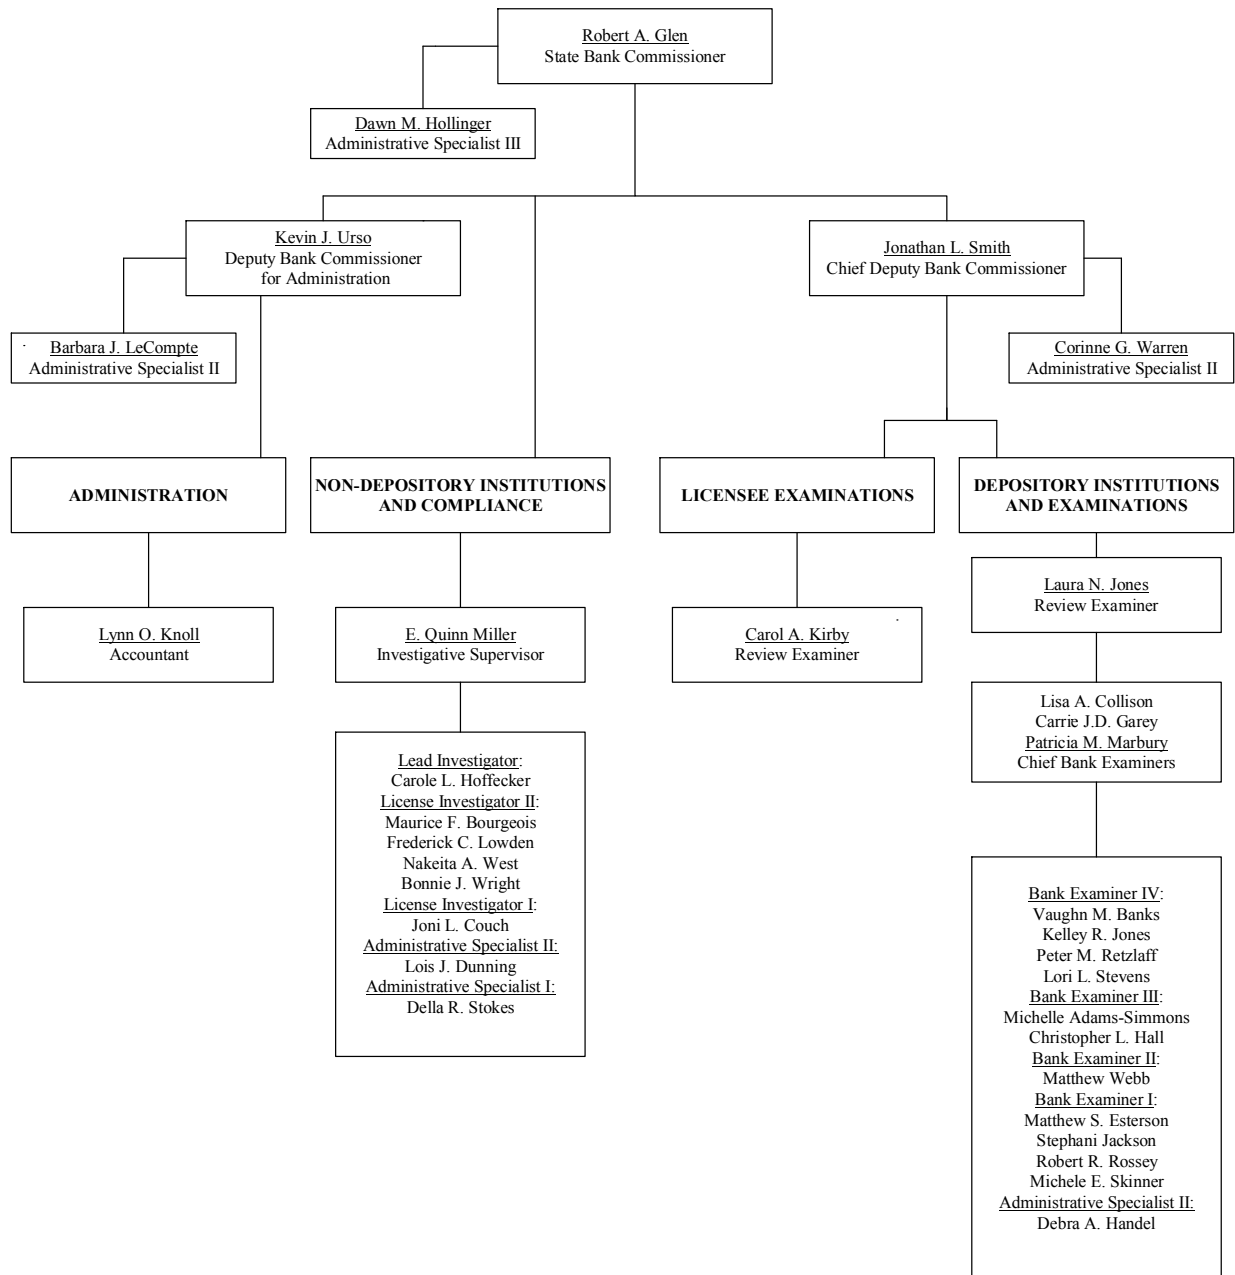 Robert A. Glen
State Bank Commissioner
Dawn M. Hollinger
Administrative Specialist III
Kevin J. Urso
Deputy Bank Commissioner
for Administration
Jonathan L. Smith
Chief Deputy Bank Commissioner
Barbara J. LeCompte
Administrative Specialist II
Corinne G. Warren
Administrative Specialist II
ADMINISTRATION
NON-DEPOSITORY INSTITUTIONS
AND COMPLIANCE
LICENSEE EXAMINATIONS
DEPOSITORY INSTITUTIONS
AND EXAMINATIONS
Lynn O. Knoll
Accountant
E. Quinn Miller
Investigative Supervisor
Carol A. Kirby
Review Examiner
Laura N. Jones
Review Examiner
Lisa A. Collison
Carrie J.D. Garey
Patricia M. Marbury
Chief Bank Examiners
Lead Investigator:
Carole L. Hoffecker
License Investigator II:
Maurice F. Bourgeois
Frederick C. Lowden
Nakeita A. West
Bonnie J. Wright
License Investigator I:
Joni L. Couch
Administrative Specialist II:
Lois J. Dunning
Administrative Specialist I:
Della R. Stokes
Bank Examiner IV:
Vaughn M. Banks
Kelley R. Jones
Peter M. Retzlaff
Lori L. Stevens
Bank Examiner III:
Michelle Adams-Simmons
Christopher L. Hall
Bank Examiner II:
Matthew Webb
Bank Examiner I:
Matthew S. Esterson
Stephani Jackson
Robert R. Rossey
Michele E. Skinner
Administrative Specialist II:
Debra A. Handel